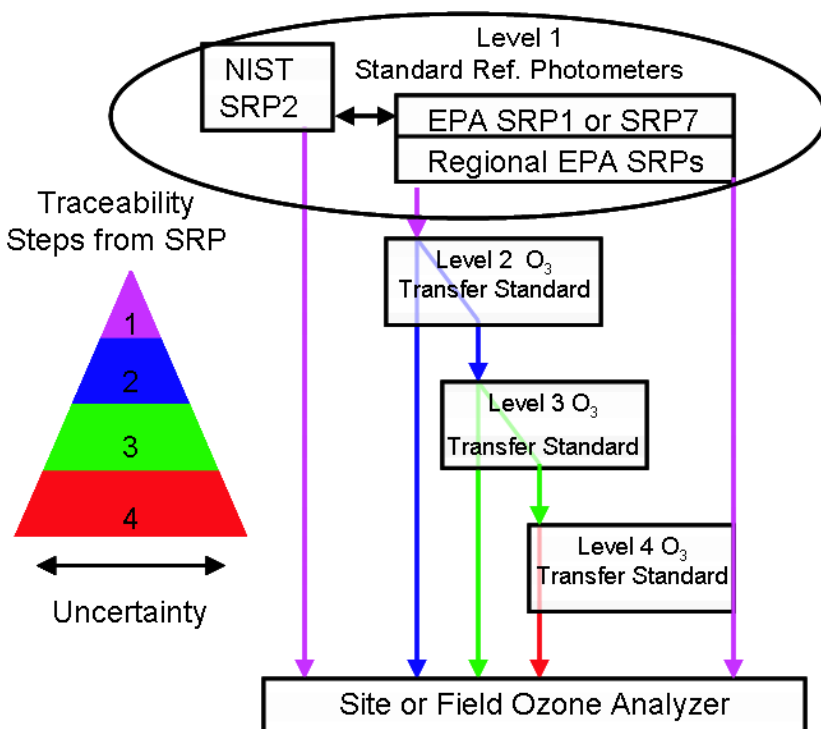 Level 1
Standard Ref. Photometers
NIST
SRP2
EPA SRP1 or SRP7
Regional EPA SRPs
Traceability
Steps from SRP
1
2
3
4
Uncertainty
Level 2 O₃
Transfer Standard
Level 3 O₃
Transfer Standard
Level 4 O₃
Transfer Standard
Site or Field Ozone Analyzer